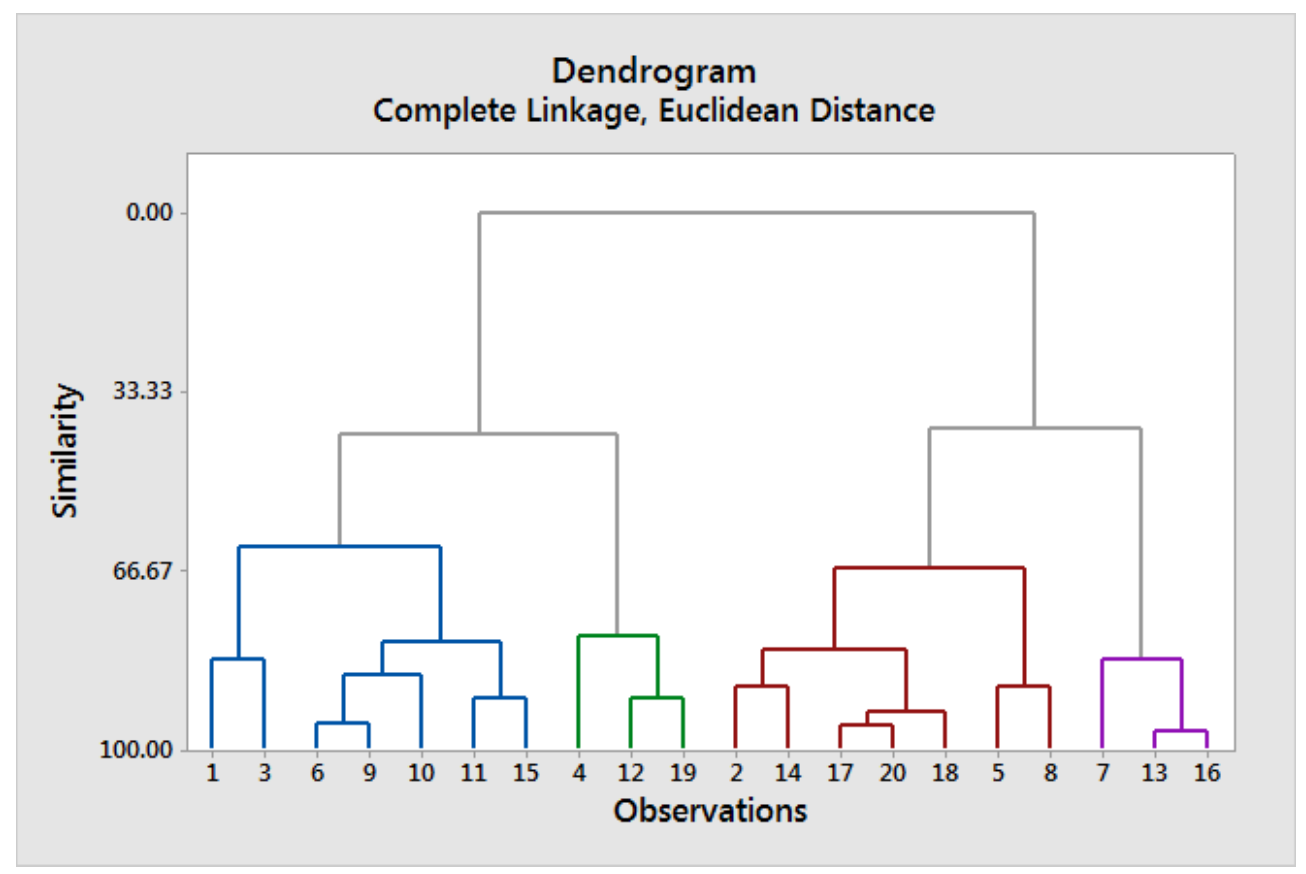 Dendrogram
Complete Linkage, Euclidean Distance
0.00
33.33
66.67
100.00
Similarity
1 3 6 9 10 11 15 4 12 19 2 14 17 20 18 5 8 7 13 16
Observations